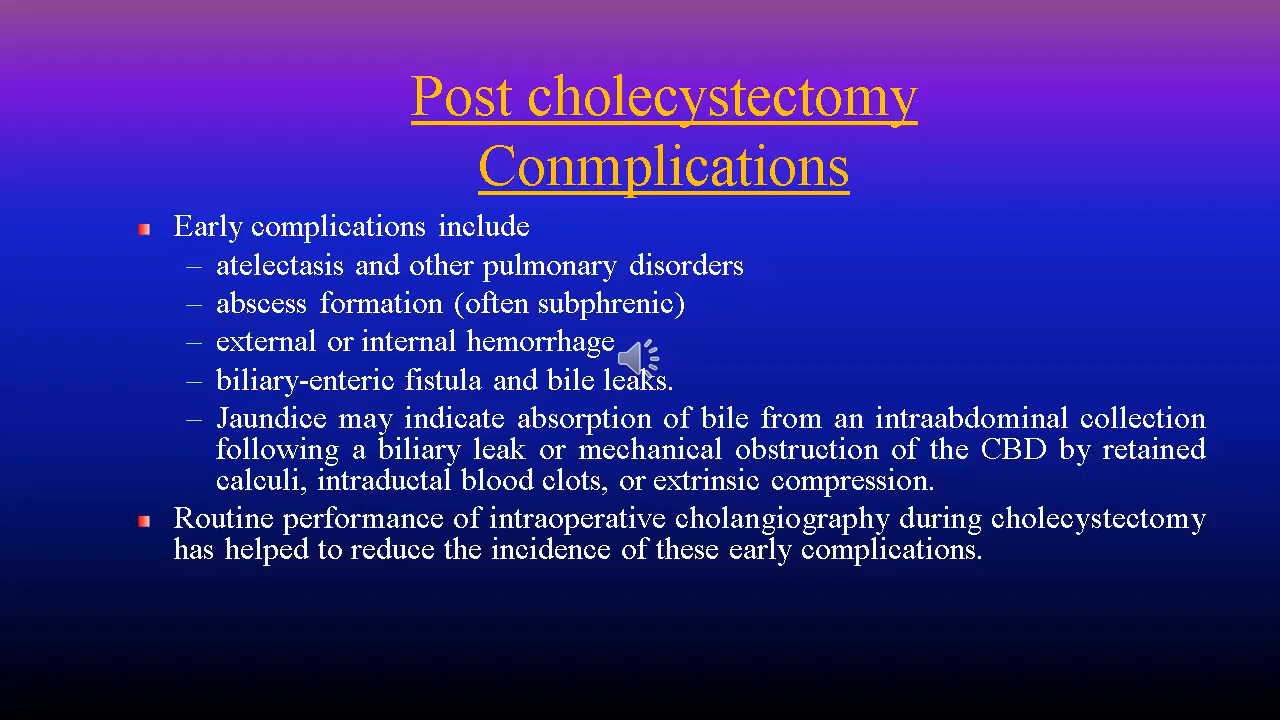 Post cholecystectomy
Conmplications
Early complications include
– atelectasis and other pulmonary disorders
– abscess formation (often subphrenic)
– external or internal hemorrhage
– biliary-enteric fistula and bile leaks.
– Jaundice may indicate absorption of bile from an intraabdominal collection
following a biliary leak or mechanical obstruction of the CBD by retained
calculi, intraductal blood clots, or extrinsic compression.
Routine performance of intraoperative cholangiography during cholecystectomy
has helped to reduce the incidence of these early complications.